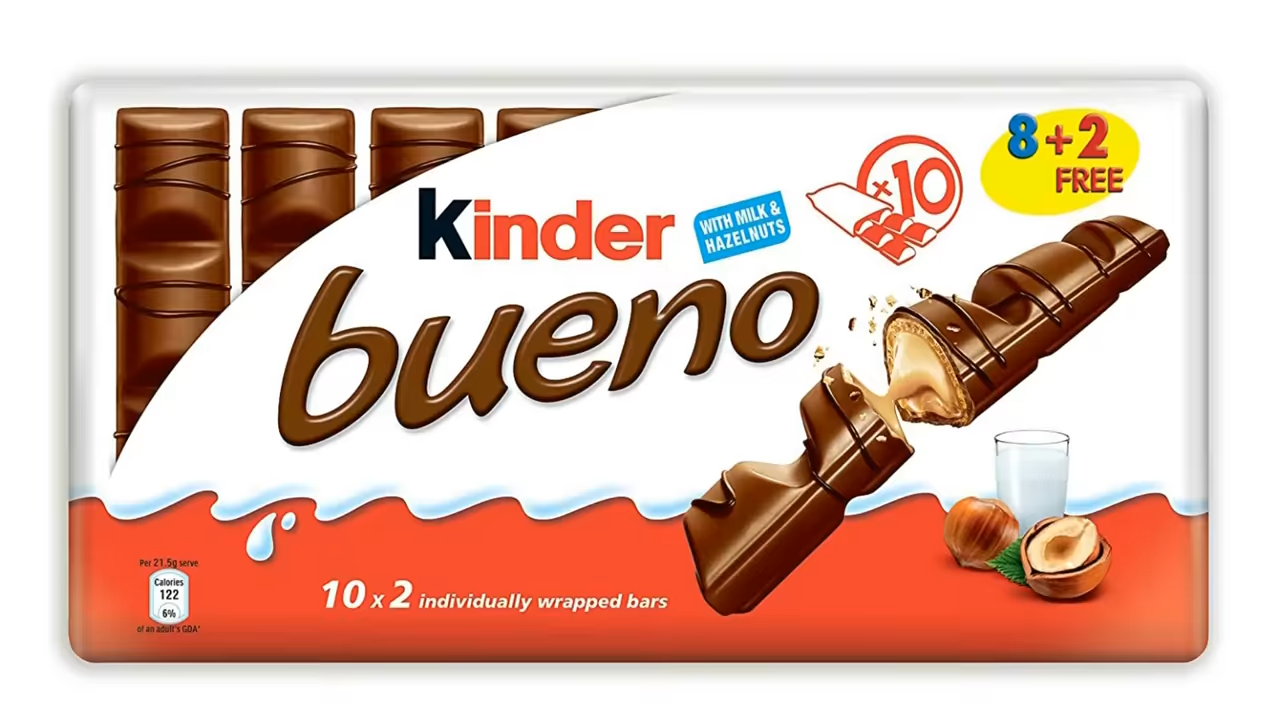 8+2
FREE
×10
Kinder
WITH MILK &
HAZELNUTS
bueno
Per 21.5g serve
Calories
122
6%
of an adult's GDA*
10 x 2 individually wrapped bars